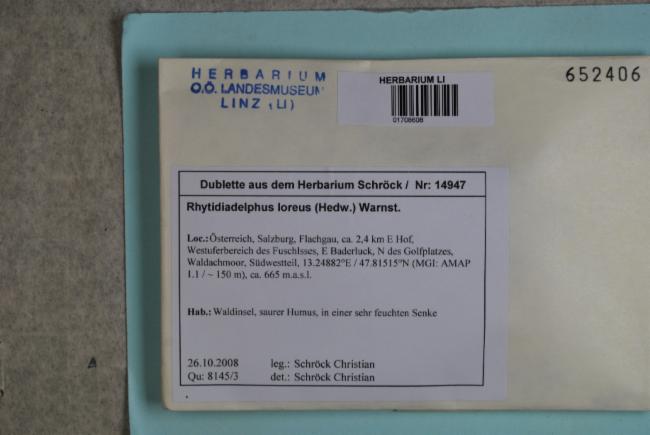 HERBARIUM
O.Ö. LANDESMUSEUM
LINZ (LI)
HERBARIUM LI
01708608
652406
Dublette aus dem Herbarium Schröck / Nr: 14947
Rhytidiadelphus loreus (Hedw.) Warnst.
Loc.:Österreich, Salzburg, Flachgau, ca. 2,4 km E Hof,
Westuferbereich des Fuschlsses, E Baderluck, N des Golfplatzes,
Waldachmoor, Südwestteil, 13.24882°E / 47.81515°N (MGI: AMAP
1.1 / ~ 150 m), ca. 665 m.a.s.l.
Hab.: Waldinsel, saurer Humus, in einer sehr feuchten Senke
26.10.2008 leg.: Schröck Christian
Qu: 8145/3 det.: Schröck Christian